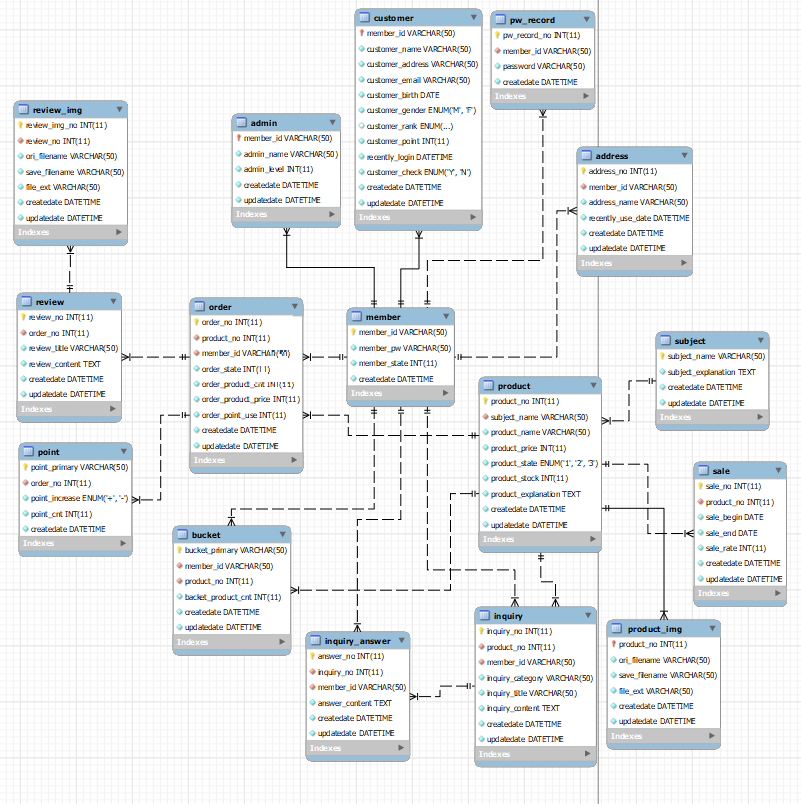 customer
member_id VARCHAR(50)
customer_name VARCHAR(50)
customer_address VARCHAR(50)
customer_email VARCHAR(50)
customer_birth DATE
customer_gender ENUM('M', 'F')
customer_rank ENUM(...)
customer_point INT(11)
recently_login DATETIME
customer_check ENUM('Y', 'N')
createdate DATETIME
updatedate DATETIME
Indexes
pw_record
pw_record_no INT(11)
member_id VARCHAR(50)
password VARCHAR(50)
createdate DATETIME
Indexes
review_img
review_img_no INT(11)
review_no INT(11)
ori_filename VARCHAR(50)
save_filename VARCHAR(50)
file_ext VARCHAR(50)
createdate DATETIME
updatedate DATETIME
Indexes
admin
member_id VARCHAR(50)
admin_name VARCHAR(50)
admin_level INT(11)
createdate DATETIME
updatedate DATETIME
Indexes
address
address_no INT(11)
member_id VARCHAR(50)
address_name VARCHAR(50)
recently_use_date DATETIME
createdate DATETIME
updatedate DATETIME
Indexes
review
review_no INT(11)
order_no INT(11)
review_title VARCHAR(50)
review_content TEXT
createdate DATETIME
updatedate DATETIME
Indexes
order
order_no INT(11)
product_no INT(11)
member_id VARCHAR(50)
order_state INT(11)
order_product_cnt INT(11)
order_product_price INT(11)
order_point_use INT(11)
createdate DATETIME
updatedate DATETIME
Indexes
member
member_id VARCHAR(50)
member_pw VARCHAR(50)
member_state INT(11)
createdate DATETIME
Indexes
subject
subject_name VARCHAR(50)
subject_explanation TEXT
createdate DATETIME
updatedate DATETIME
Indexes
product
product_no INT(11)
subject_name VARCHAR(50)
product_name VARCHAR(50)
product_price INT(11)
product_state ENUM('1', '2', '3')
product_stock INT(11)
product_explanation TEXT
createdate DATETIME
updatedate DATETIME
Indexes
point
point_primary VARCHAR(50)
order_no INT(11)
point_increase ENUM('+', '-')
point_cnt INT(11)
createdate DATETIME
Indexes
sale
sale_no INT(11)
product_no INT(11)
sale_begin DATE
sale_end DATE
sale_rate INT(11)
createdate DATETIME
updatedate DATETIME
Indexes
bucket
bucket_primary VARCHAR(50)
member_id VARCHAR(50)
product_no INT(11)
backet_product_cnt INT(11)
createdate DATETIME
updatedate DATETIME
Indexes
inquiry_answer
answer_no INT(11)
inquiry_no INT(11)
member_id VARCHAR(50)
answer_content TEXT
createdate DATETIME
updatedate DATETIME
Indexes
inquiry
inquiry_no INT(11)
product_no INT(11)
member_id VARCHAR(50)
inquiry_category VARCHAR(50)
inquiry_title VARCHAR(50)
inquiry_content TEXT
createdate DATETIME
updatedate DATETIME
Indexes
product_img
product_no INT(11)
ori_filename VARCHAR(50)
save_filename VARCHAR(50)
file_ext VARCHAR(50)
createdate DATETIME
updatedate DATETIME
Indexes